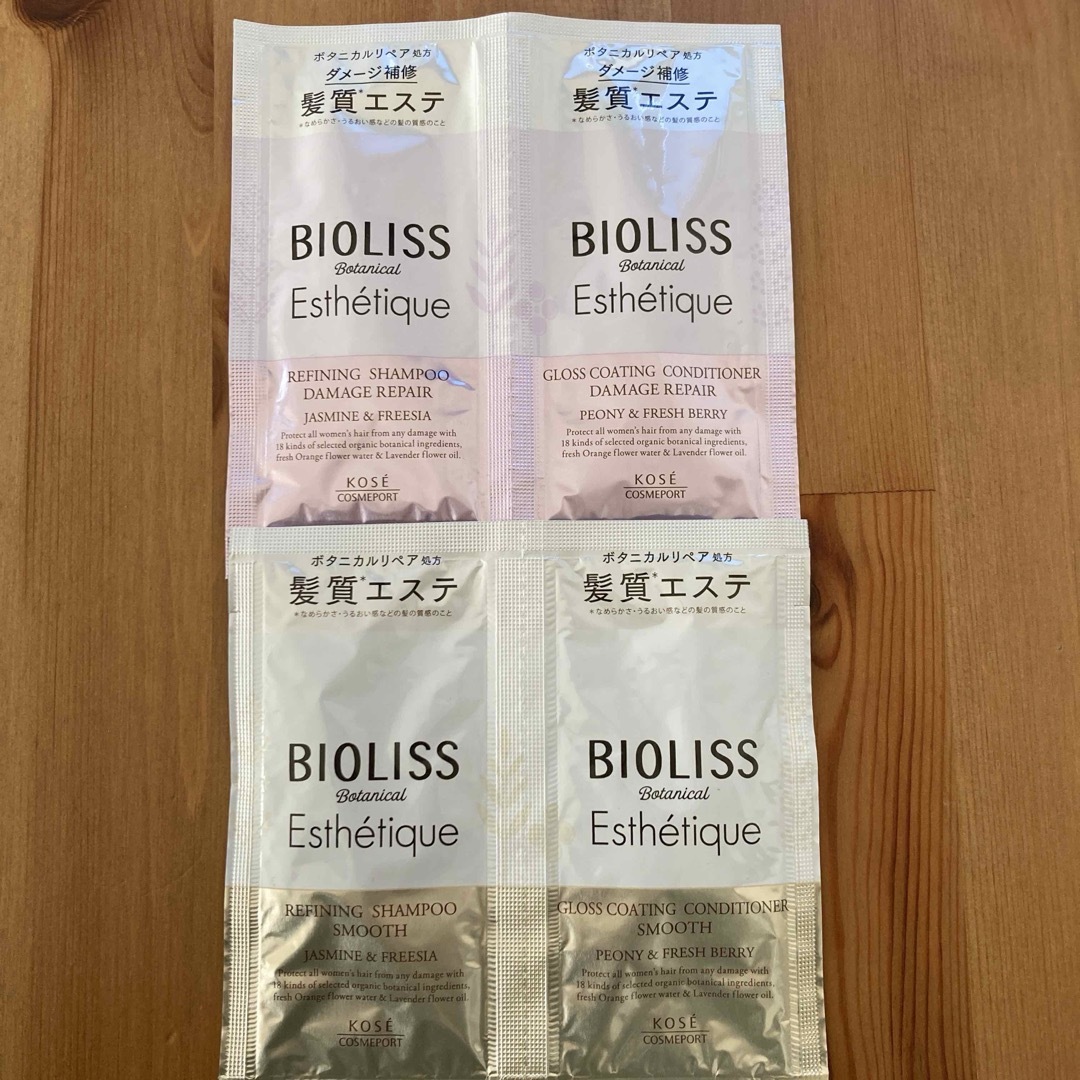 ボタニカルリペア処方
ダメージ補修
髪質*エステ
*なめらかさ・うるおい感などの髪の質感のこと
BIOLISS
Botanical
Esthétique
REFINING SHAMPOO
DAMAGE REPAIR
JASMINE & FREESIA
Protect all women's hair from any damage with
18 kinds of selected organic botanical ingredients,
fresh Orange flower water & Lavender flower oil.
KOSÉ
COSMEPORT
ボタニカルリペア処方
ダメージ補修
髪質*エステ
*なめらかさ・うるおい感などの髪の質感のこと
BIOLISS
Botanical
Esthétique
GLOSS COATING CONDITIONER
DAMAGE REPAIR
PEONY & FRESH BERRY
Protect all women's hair from any damage with
18 kinds of selected organic botanical ingredients,
fresh Orange flower water & Lavender flower oil.
KOSÉ
COSMEPORT
ボタニカルリペア処方
髪質*エステ
*なめらかさ・うるおい感などの髪の質感のこと
BIOLISS
Botanical
Esthétique
REFINING SHAMPOO
SMOOTH
JASMINE & FREESIA
Protect all women's hair from any damage with
18 kinds of selected organic botanical ingredients,
fresh Orange flower water & Lavender flower oil.
KOSÉ
COSMEPORT
ボタニカルリペア処方
髪質*エステ
*なめらかさ・うるおい感などの髪の質感のこと
BIOLISS
Botanical
Esthétique
GLOSS COATING CONDITIONER
SMOOTH
PEONY & FRESH BERRY
Protect all women's hair from any damage with
18 kinds of selected organic botanical ingredients,
fresh Orange flower water & Lavender flower oil.
KOSÉ
COSMEPORT